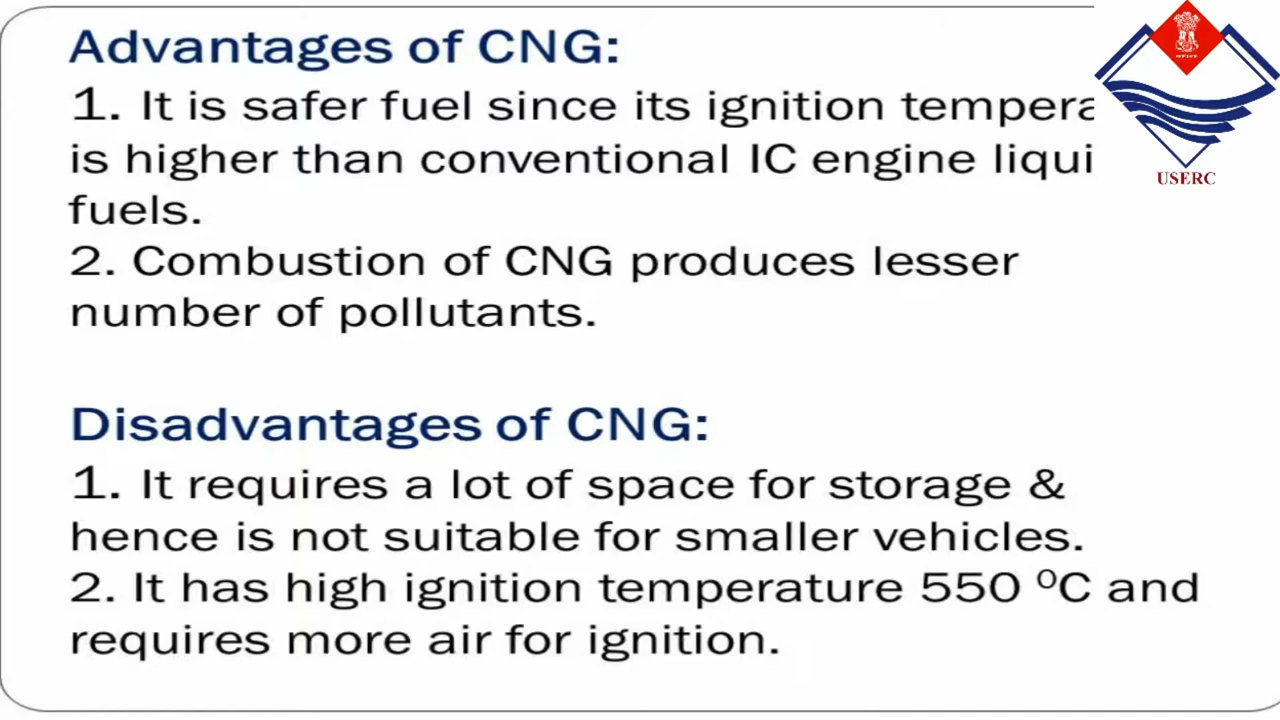 Advantages of CNG:
1. It is safer fuel since its ignition tempera
is higher than conventional IC engine liqui
fuels.
2. Combustion of CNG produces lesser
number of pollutants.
Disadvantages of CNG:
1. It requires a lot of space for storage &
hence is not suitable for smaller vehicles.
2. It has high ignition temperature 550 ⁰C and
requires more air for ignition.
USERC